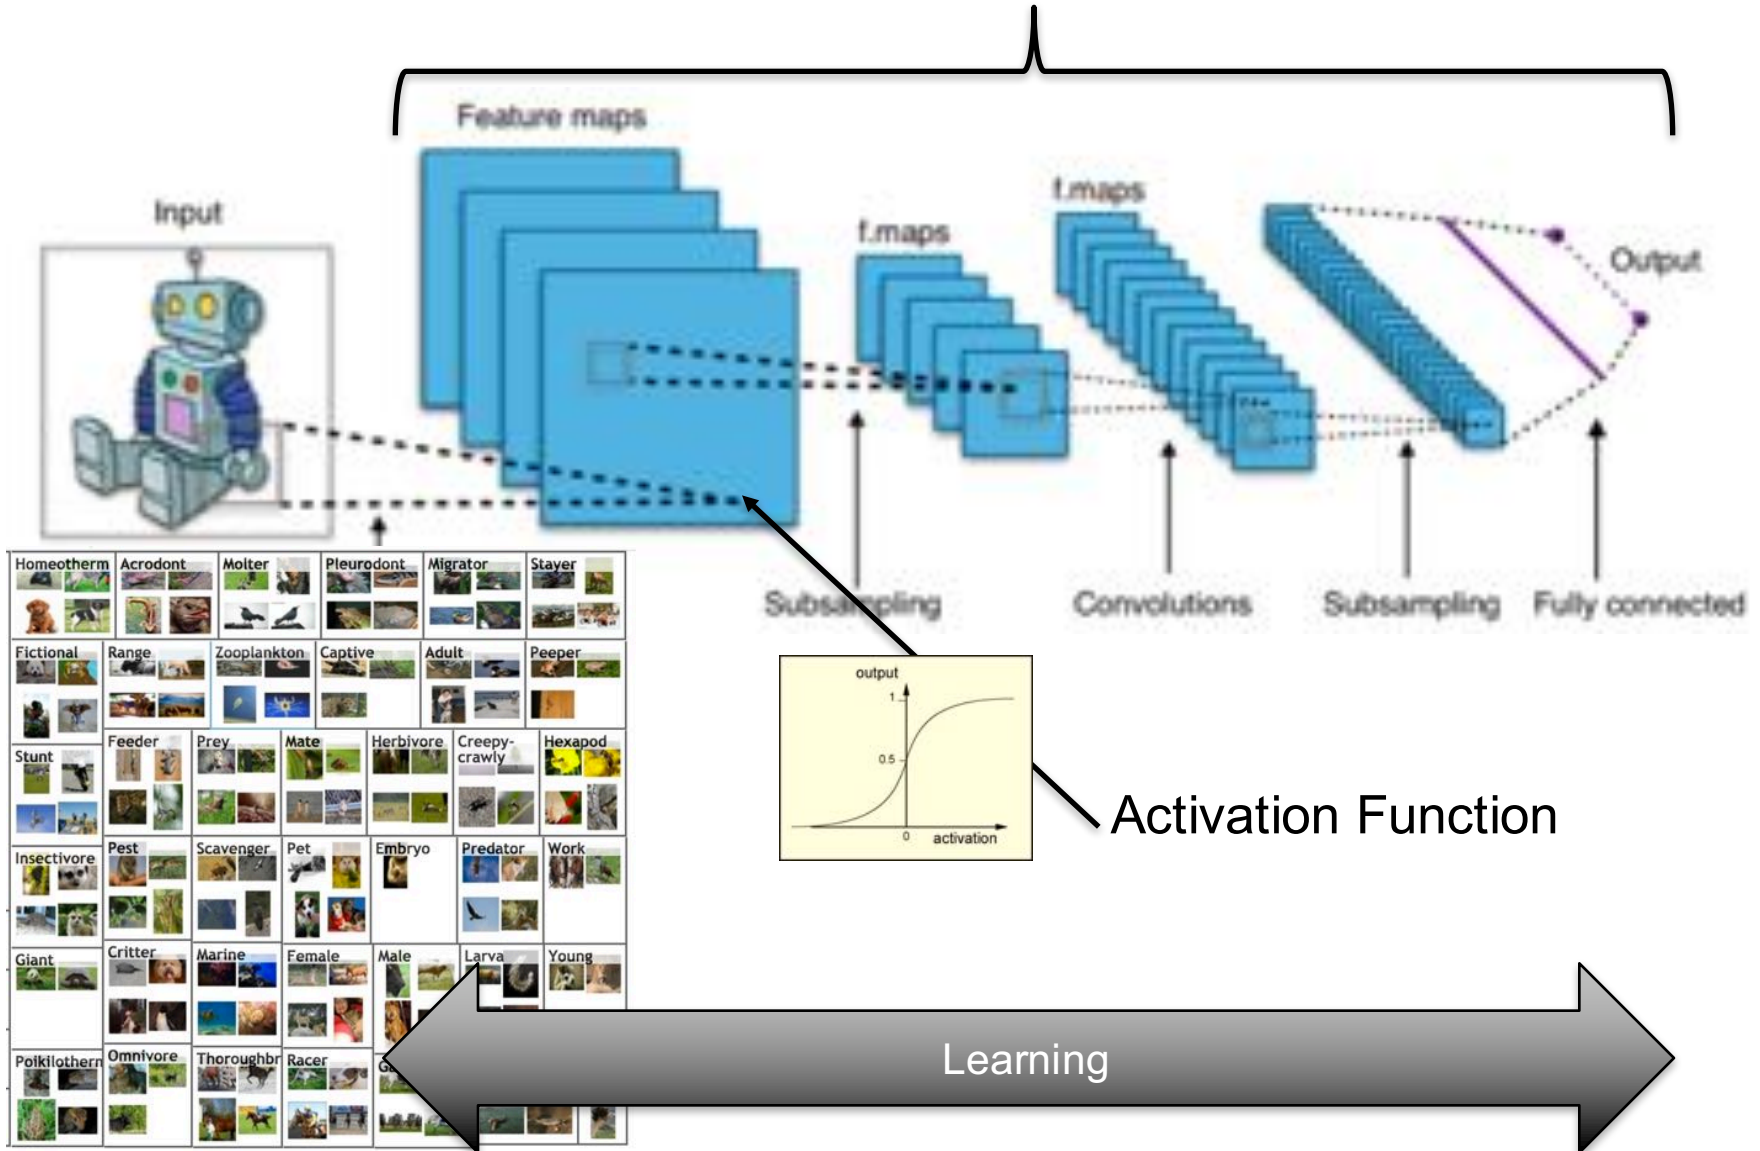 Feature maps
Input
f.maps
f.maps
Output
Subsampling
Convolutions
Subsampling
Fully connected
output
1
0.5
0
activation
Activation Function
Homeotherm
Acrodont
Molter
Pleurodont
Migrator
Stayer
Fictional
Range
Zooplankton
Captive
Adult
Peeper
Stunt
Feeder
Prey
Mate
Herbivore
Creepy-
crawly
Hexapod
Insectivore
Pest
Scavenger
Pet
Embryo
Predator
Work
Giant
Critter
Marine
Female
Male
Larva
Young
Poikilotherm
Omnivore
Thoroughbr
Racer
Learning